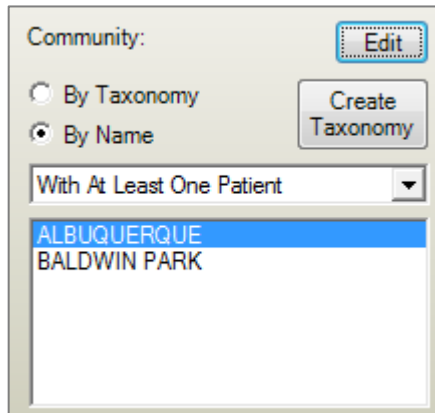 Community:
Edit
By Taxonomy
By Name
Create
Taxonomy
With At Least One Patient
ALBUQUERQUE
BALDWIN PARK